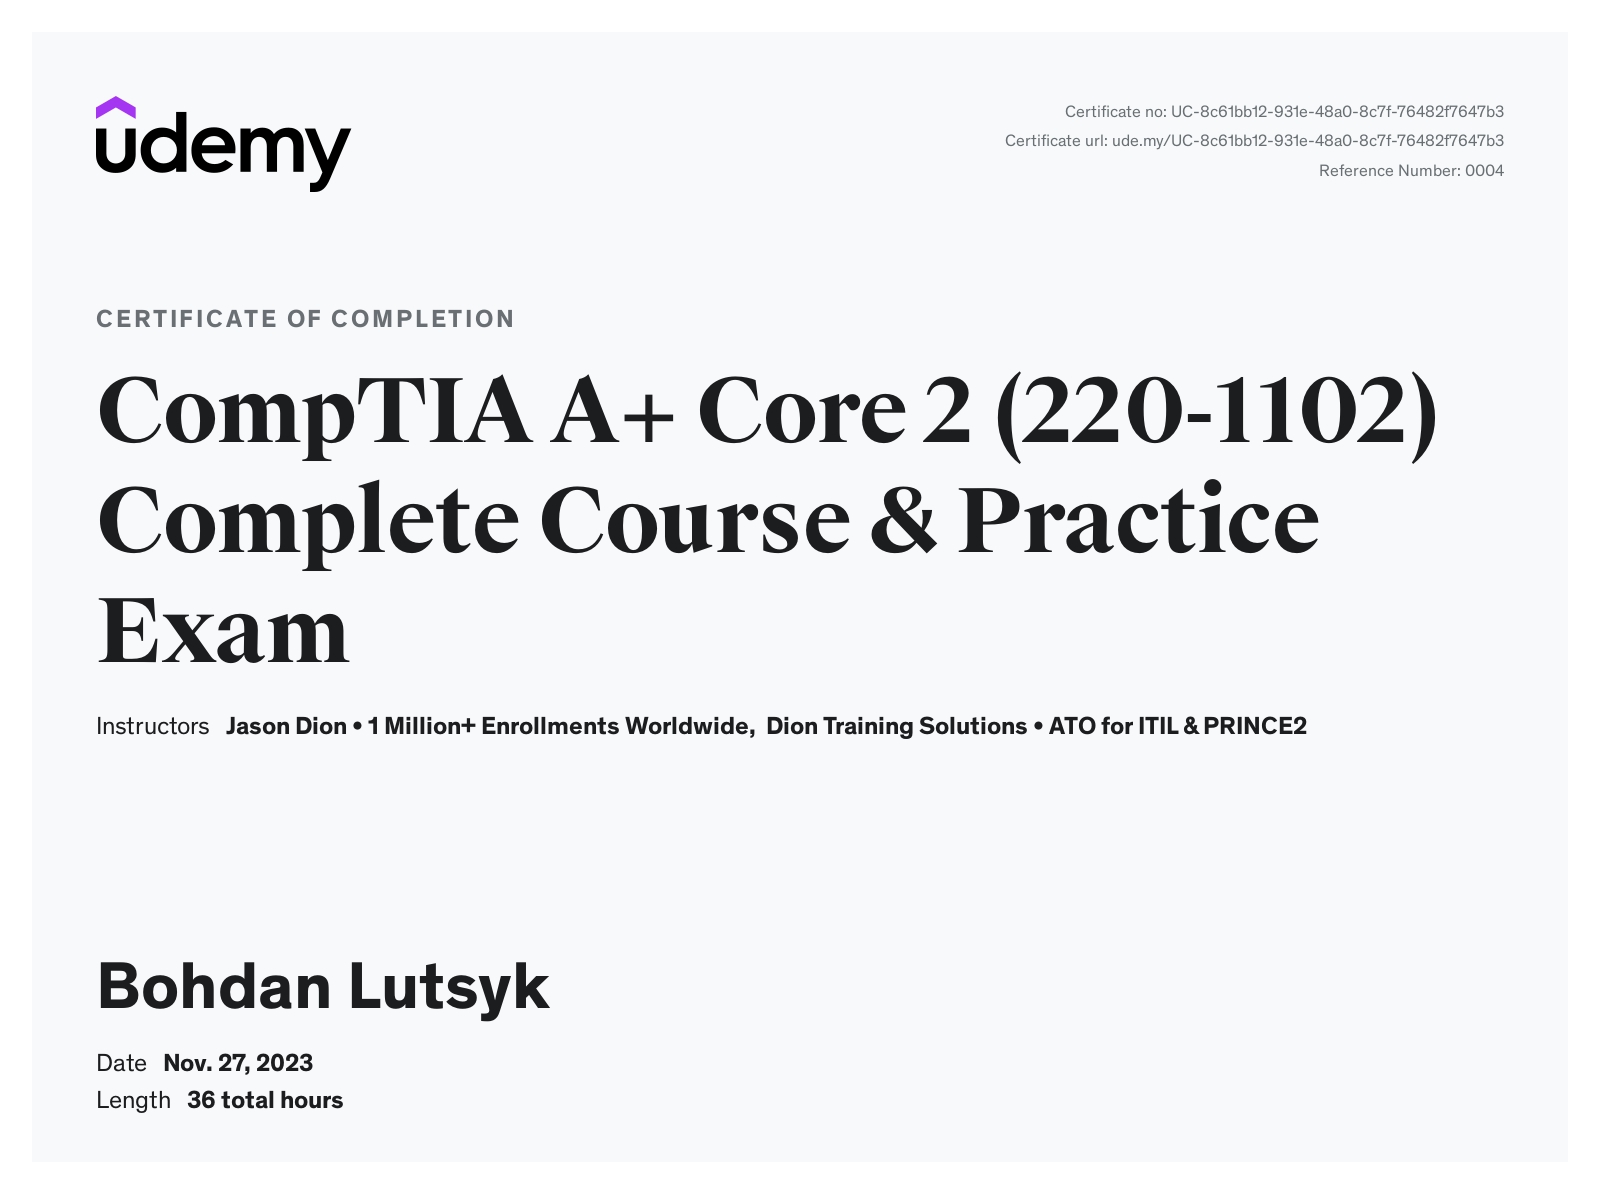 udemy
Certificate no: UC-8c61bb12-931e-48a0-8c7f-76482f7647b3
Certificate url: ude.my/UC-8c61bb12-931e-48a0-8c7f-76482f7647b3
Reference Number: 0004
CERTIFICATE OF COMPLETION
CompTIA A+ Core 2 (220-1102)
Complete Course & Practice
Exam
Instructors Jason Dion • 1 Million+ Enrollments Worldwide, Dion Training Solutions • ATO for ITIL & PRINCE2
Bohdan Lutsyk
Date Nov. 27, 2023
Length 36 total hours